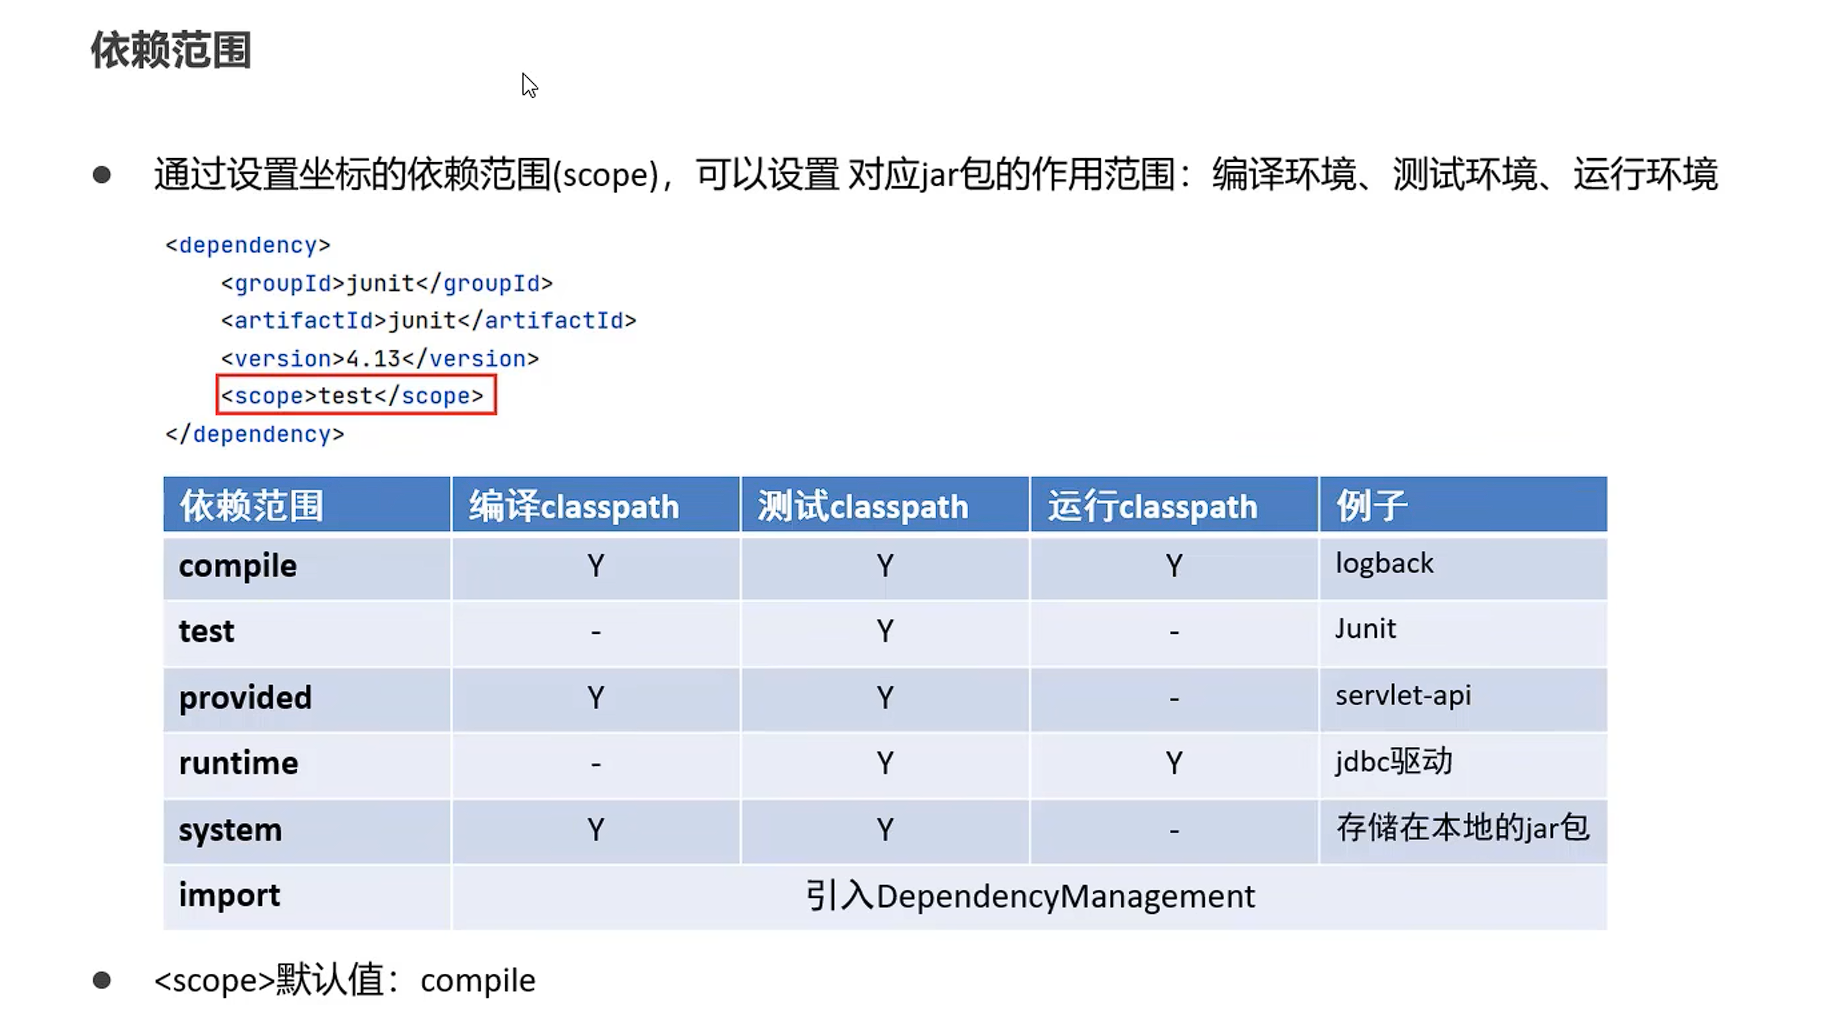 依赖范围
● 通过设置坐标的依赖范围(scope)，可以设置 对应jar包的作用范围：编译环境、测试环境、运行环境
<dependency>
<groupId>junit</groupId>
<artifactId>junit</artifactId>
<version>4.13</version>
<scope>test</scope>
</dependency>
依赖范围 编译classpath 测试classpath 运行classpath 例子
compile Y Y Y logback
test - Y - Junit
provided Y Y - servlet-api
runtime - Y Y jdbc驱动
system Y Y - 存储在本地的jar包
import 引入DependencyManagement
● <scope>默认值：compile